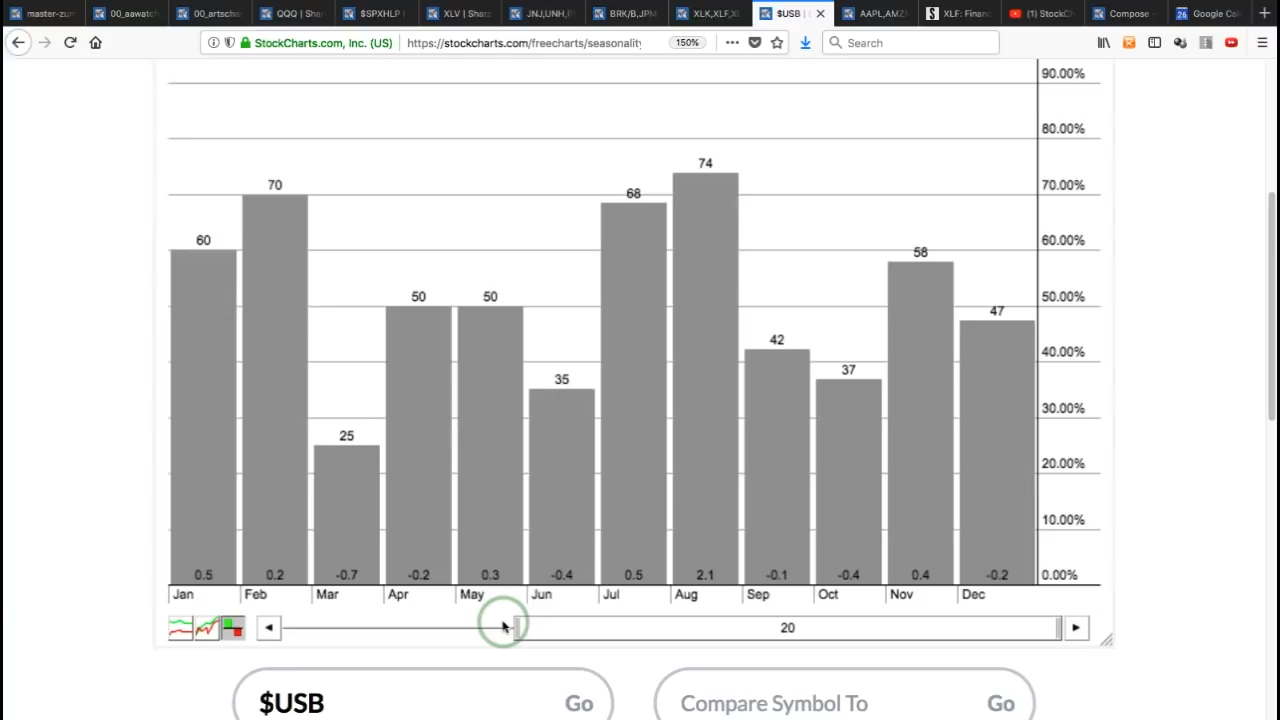 master-zum
00_aawatch
00_artschar
QQQ | Shar
$SPXHLP |
XLV | Shar
JNJ,UNH,P
BRK/B,JPM
XLK,XLF,X
$USB |
AAPL,AMZ
XLF: Financ
(1) StockCh
Compose -
26 Google Cal
StockCharts.com, Inc. (US)
https://stockcharts.com/freecharts/seasonality
150%
Search
90.00%
80.00%
74
70 68 70.00%
60 60.00%
58
50 50 50.00%
47
42 40.00%
35 37
25 30.00%
20.00%
10.00%
0.5 0.2 -0.7 -0.2 0.3 -0.4 0.5 2.1 -0.1 -0.4 0.4 -0.2 0.00%
Jan Feb Mar Apr May Jun Jul Aug Sep Oct Nov Dec
20
$USB Go
Compare Symbol To Go